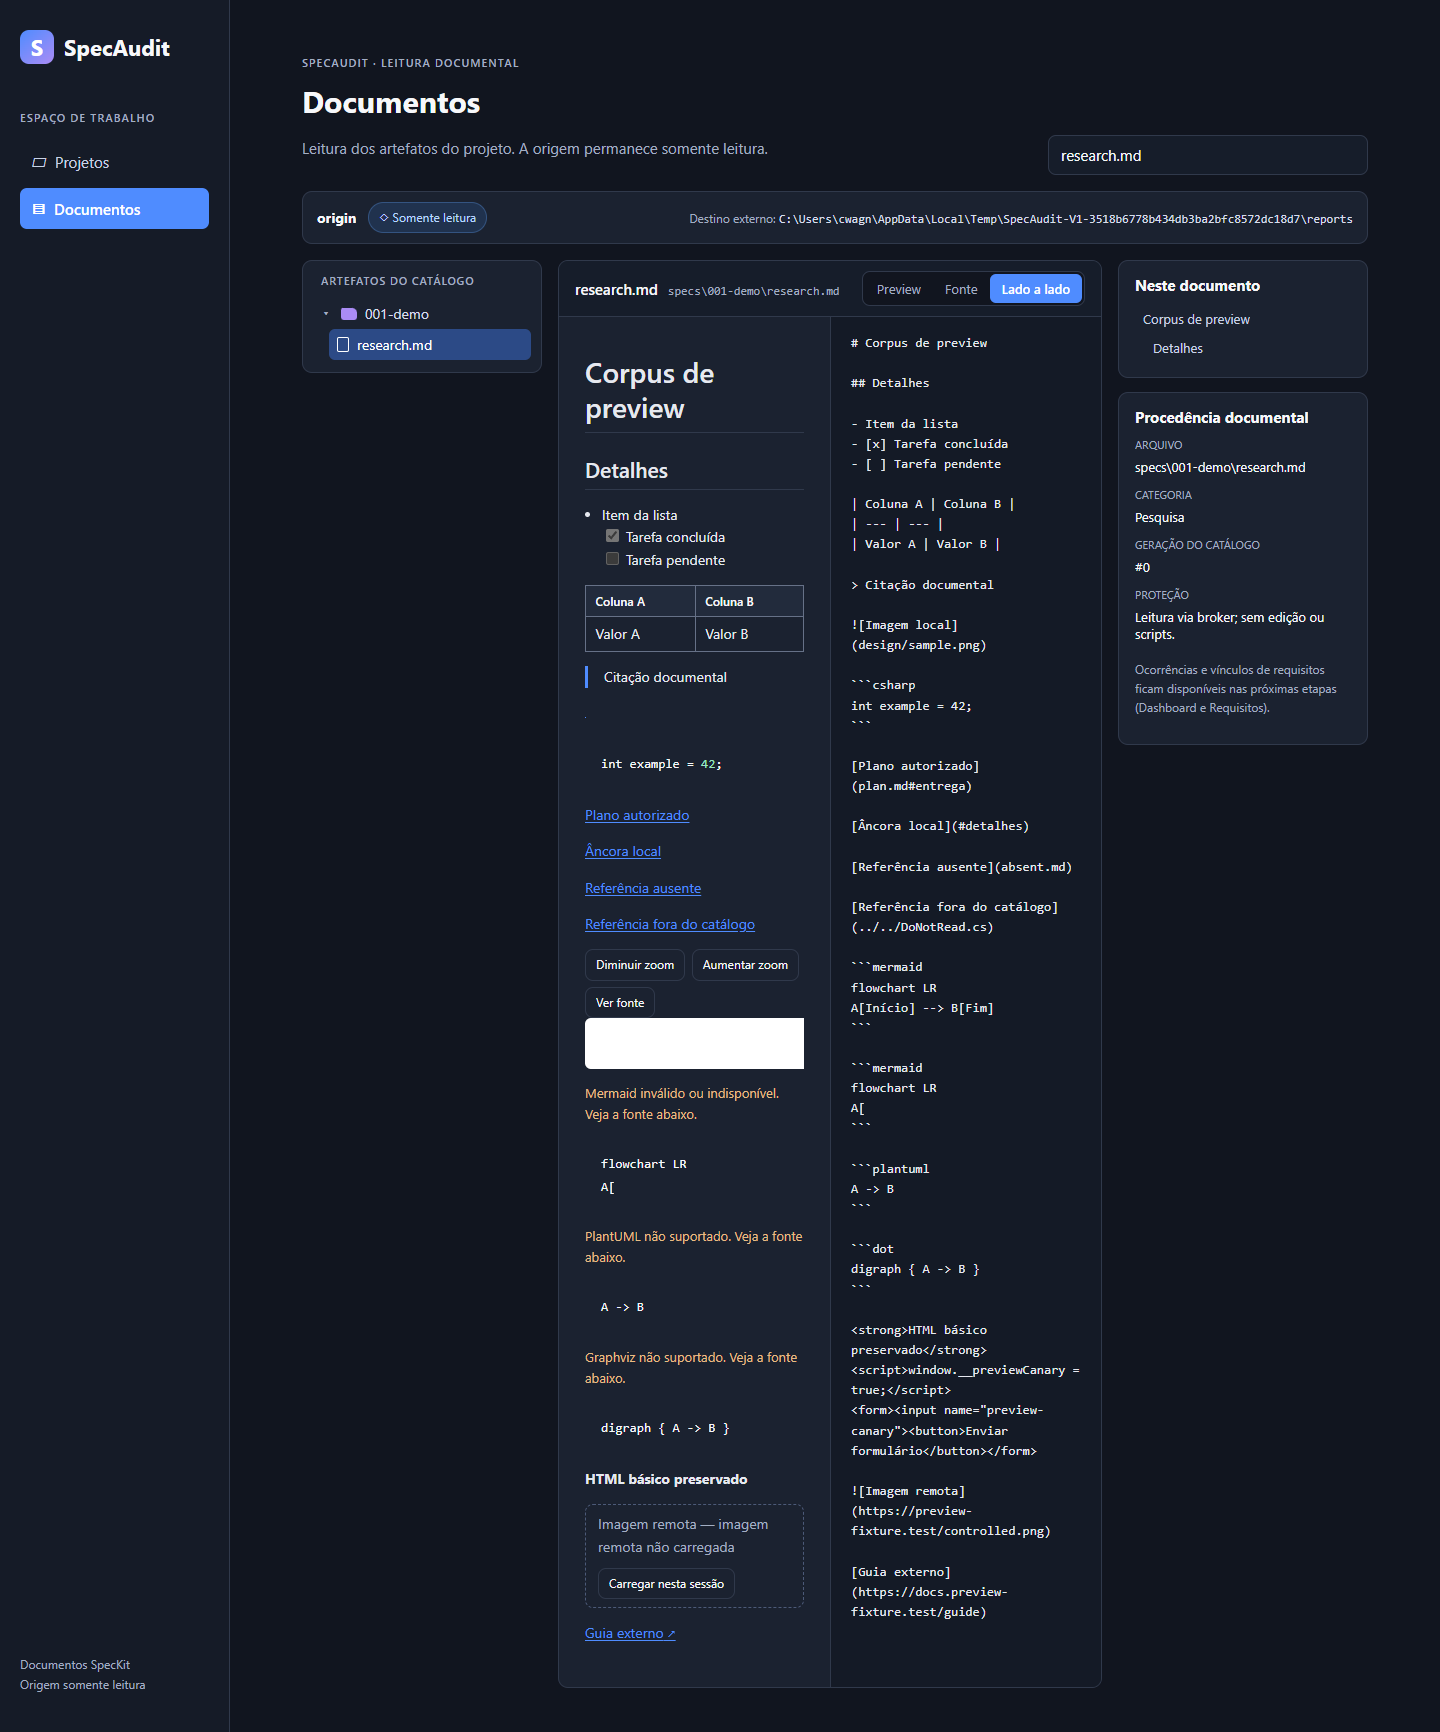 S SpecAudit
ESPAÇO DE TRABALHO
Projetos
Documentos
Documentos SpecKit
Origem somente leitura
SPECAUDIT · LEITURA DOCUMENTAL
Documentos
Leitura dos artefatos do projeto. A origem permanece somente leitura.
research.md
origin
◇ Somente leitura
Destino externo: C:\Users\cwagn\AppData\Local\Temp\SpecAudit-V1-3518b6778b434db3ba2bfc8572dc18d7\reports
ARTEFATOS DO CATÁLOGO
001-demo
research.md
research.md specs\001-demo\research.md
Preview Fonte Lado a lado
Corpus de
preview
Detalhes
• Item da lista
Tarefa concluída
Tarefa pendente
Coluna A Coluna B
Valor A Valor B
Citação documental
int example = 42;
Plano autorizado
Âncora local
Referência ausente
Referência fora do catálogo
Diminuir zoom Aumentar zoom
Ver fonte
Mermaid inválido ou indisponível.
Veja a fonte abaixo.
flowchart LR
A[
PlantUML não suportado. Veja a fonte
abaixo.
A -> B
Graphviz não suportado. Veja a fonte
abaixo.
digraph { A -> B }
HTML básico preservado
Imagem remota — imagem
remota não carregada
Carregar nesta sessão
Guia externo ↗
# Corpus de preview
## Detalhes
- Item da lista
- [x] Tarefa concluída
- [ ] Tarefa pendente
| Coluna A | Coluna B |
| --- | --- |
| Valor A | Valor B |
> Citação documental
![Imagem local]
(design/sample.png)
```csharp
int example = 42;
```
[Plano autorizado]
(plan.md#entrega)
[Âncora local](#detalhes)
[Referência ausente](absent.md)
[Referência fora do catálogo]
(../../DoNotRead.cs)
```mermaid
flowchart LR
A[Início] --> B[Fim]
```
```mermaid
flowchart LR
A[
```
```plantuml
A -> B
```
```dot
digraph { A -> B }
```
<strong>HTML básico
preservado</strong>
<script>window.__previewCanary =
true;</script>
<form><input name="preview-
canary"><button>Enviar
formulário</button></form>
![Imagem remota]
(https://preview-
fixture.test/controlled.png)
[Guia externo]
(https://docs.preview-
fixture.test/guide)
Neste documento
Corpus de preview
Detalhes
Procedência documental
ARQUIVO
specs\001-demo\research.md
CATEGORIA
Pesquisa
GERAÇÃO DO CATÁLOGO
#0
PROTEÇÃO
Leitura via broker; sem edição ou
scripts.
Ocorrências e vínculos de requisitos
ficam disponíveis nas próximas etapas
(Dashboard e Requisitos).